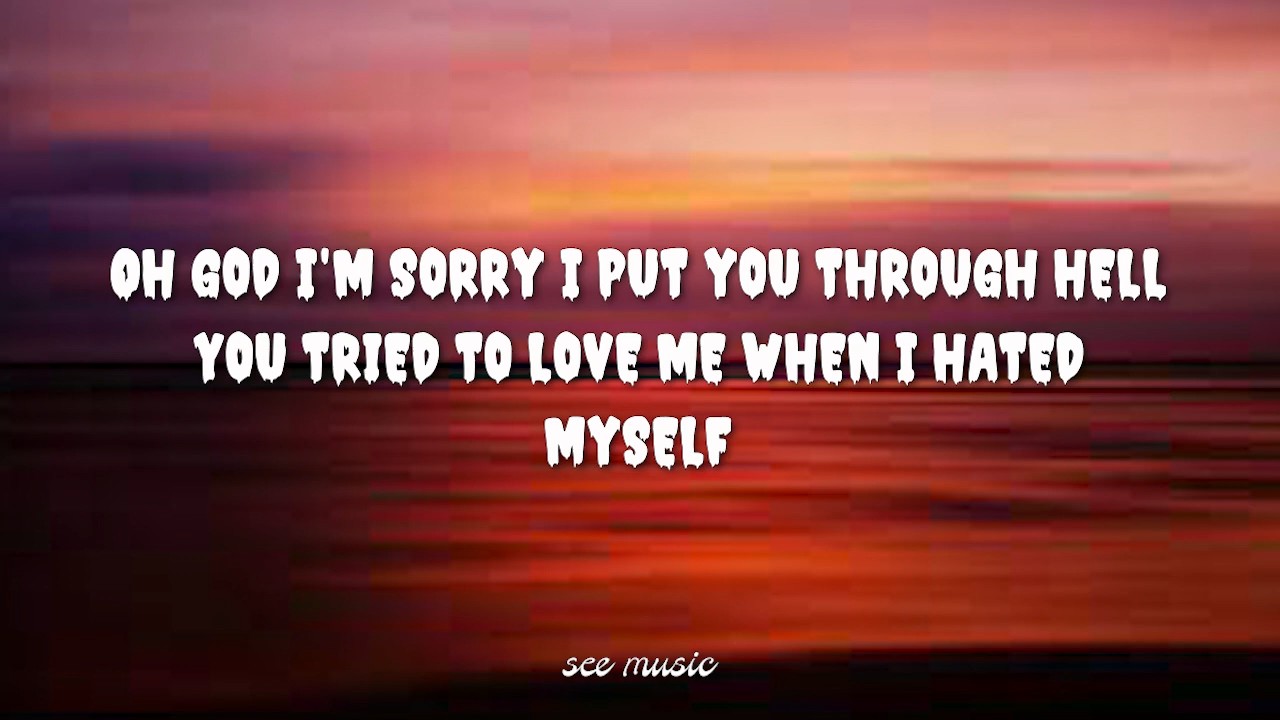 OH GOD I'M SORRY I PUT YOU THROUGH HELL
YOU TRIED TO LOVE ME WHEN I HATED
MYSELF
see music